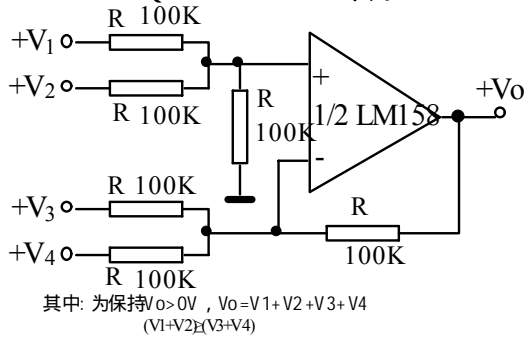 R 100K
+V1
+V2
R 100K
R
100K
+
1/2 LM158
-
+Vo
R 100K
+V3
+V4
R 100K
R
100K
其中: 为保持Vo>0V , Vo=V1+V2+V3+V4
(V1+V2)≥(V3+V4)